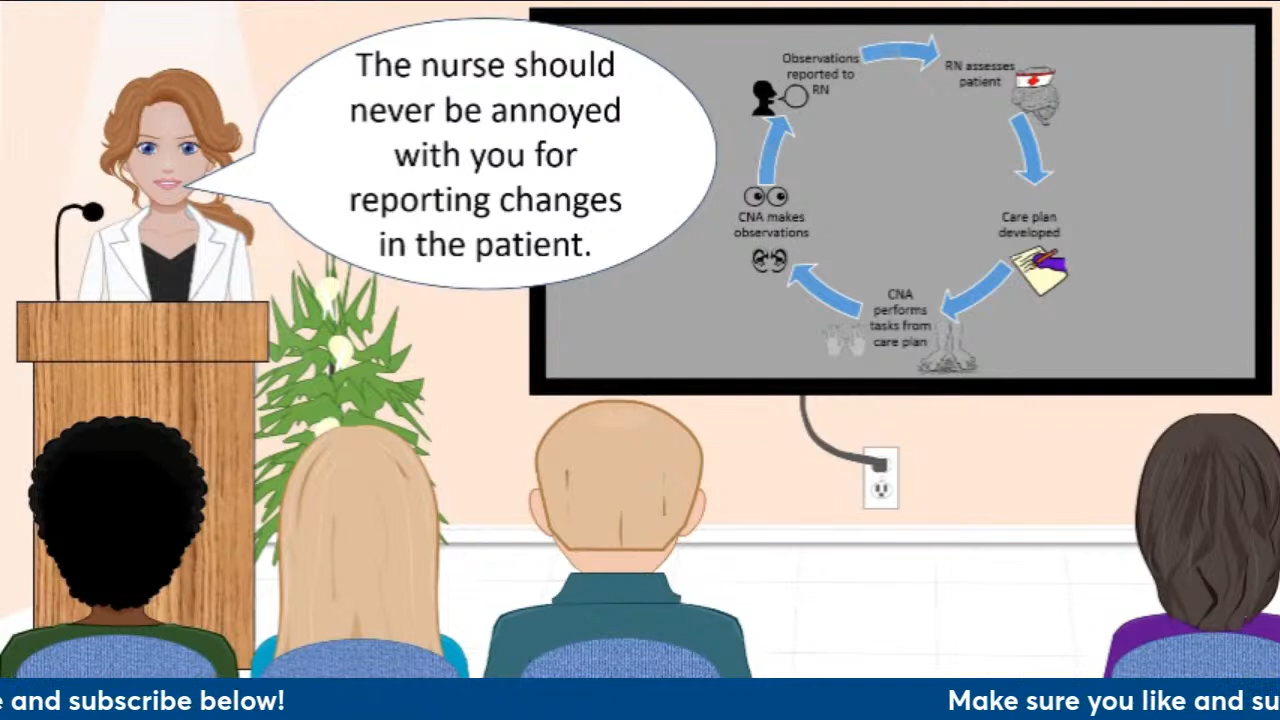 The nurse should
never be annoyed
with you for
reporting changes
in the patient.
Observations
reported to
RN
RN assesses
patient
Care plan
developed
CNA
performs
tasks from
care plan
CNA makes
observations
e and subscribe below!
Make sure you like and su